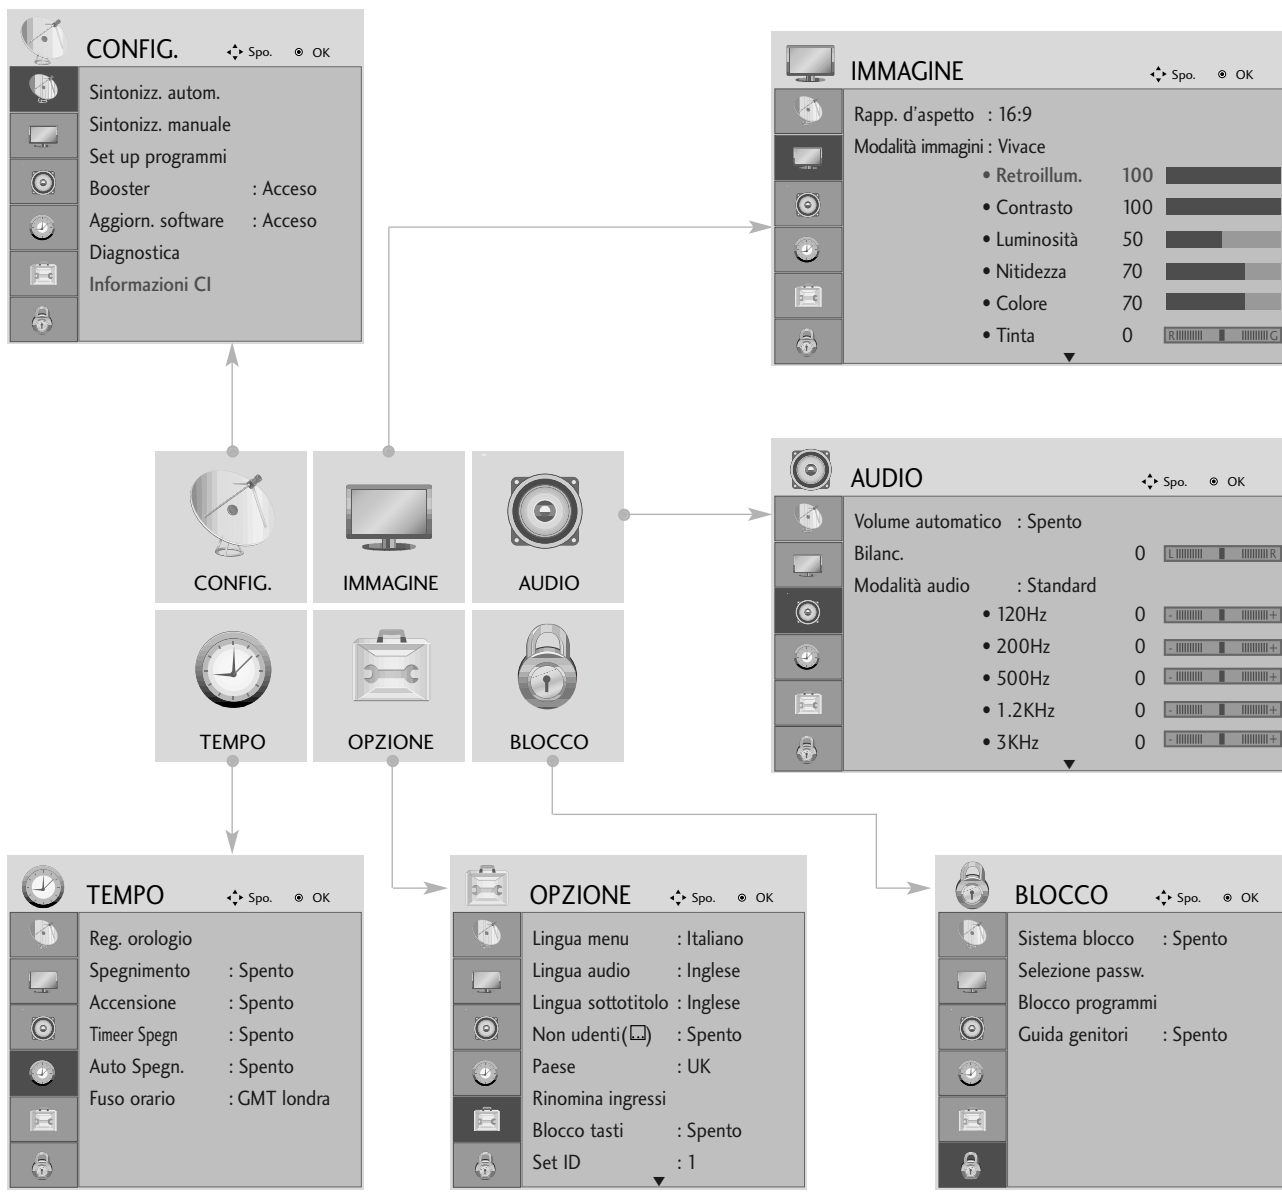 CONFIG. Spo. OK
Sintonizz. autom.
Sintonizz. manuale
Set up programmi
Booster : Acceso
Aggiorn. software : Acceso
Diagnostica
Informazioni CI
IMMAGINE Spo. OK
Rapp. d'aspetto : 16:9
Modalità immagini : Vivace
• Retroillum. 100
• Contrasto 100
• Luminosità 50
• Nitidezza 70
• Colore 70
• Tinta 0 R G
CONFIG.
IMMAGINE
AUDIO
TEMPO
OPZIONE
BLOCCO
AUDIO Spo. OK
Volume automatico : Spento
Bilanc. 0 L R
Modalità audio : Standard
• 120Hz 0 - +
• 200Hz 0 - +
• 500Hz 0 - +
• 1.2KHz 0 - +
• 3KHz 0 - +
TEMPO Spo. OK
Reg. orologio
Spegnimento : Spento
Accensione : Spento
Timeer Spegn : Spento
Auto Spegn. : Spento
Fuso orario : GMT londra
OPZIONE Spo. OK
Lingua menu : Italiano
Lingua audio : Inglese
Lingua sottotitolo : Inglese
Non udenti( ) : Spento
Paese : UK
Rinomina ingressi
Blocco tasti : Spento
Set ID : 1
BLOCCO Spo. OK
Sistema blocco : Spento
Selezione passw.
Blocco programmi
Guida genitori : Spento